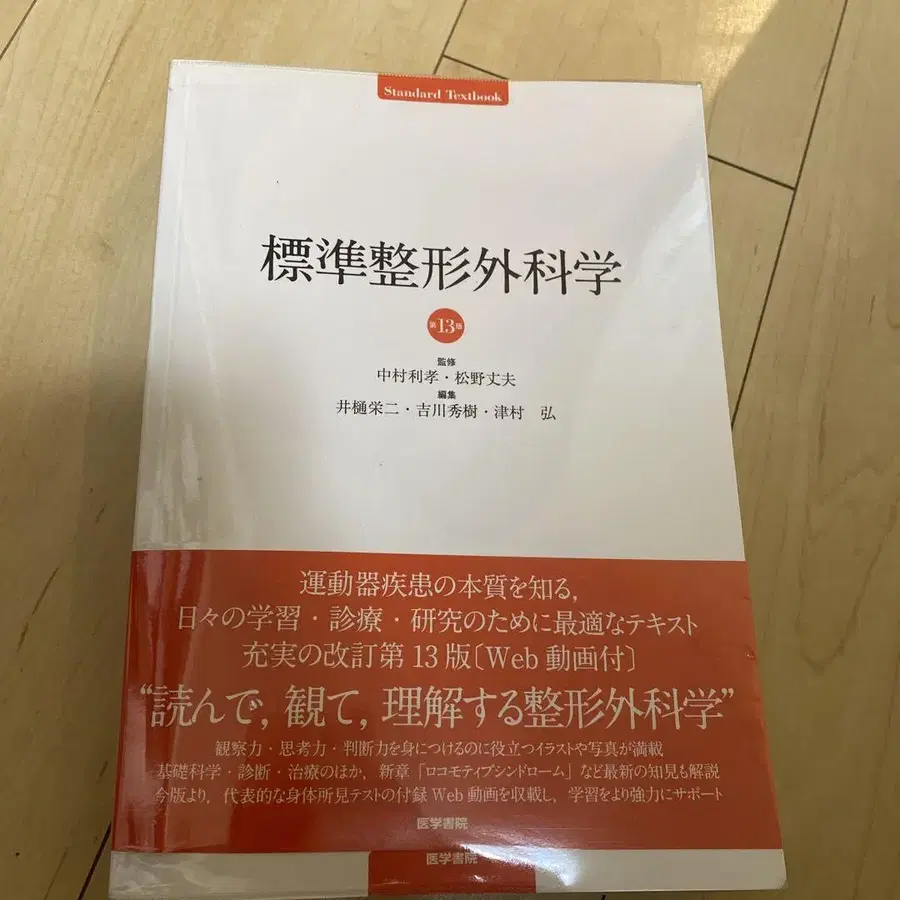 Standard Textbook
標準整形外科学
第13版
監修
中村利孝・松野丈夫
編集
井樋栄二・吉川秀樹・津村　弘
運動器疾患の本質を知る,
日々の学習・診療・研究のために最適なテキスト
充実の改訂第13版〔Web動画付〕
“読んで, 観て, 理解する整形外科学”
観察力・思考力・判断力を身につけるのに役立つイラストや写真が満載
基礎科学・診断・治療のほか, 新章「ロコモティブシンドローム」など最新の知見も解説
今版より, 代表的な身体所見テストの付録Web動画を収載し, 学習をより強力にサポート
医学書院
医学書院